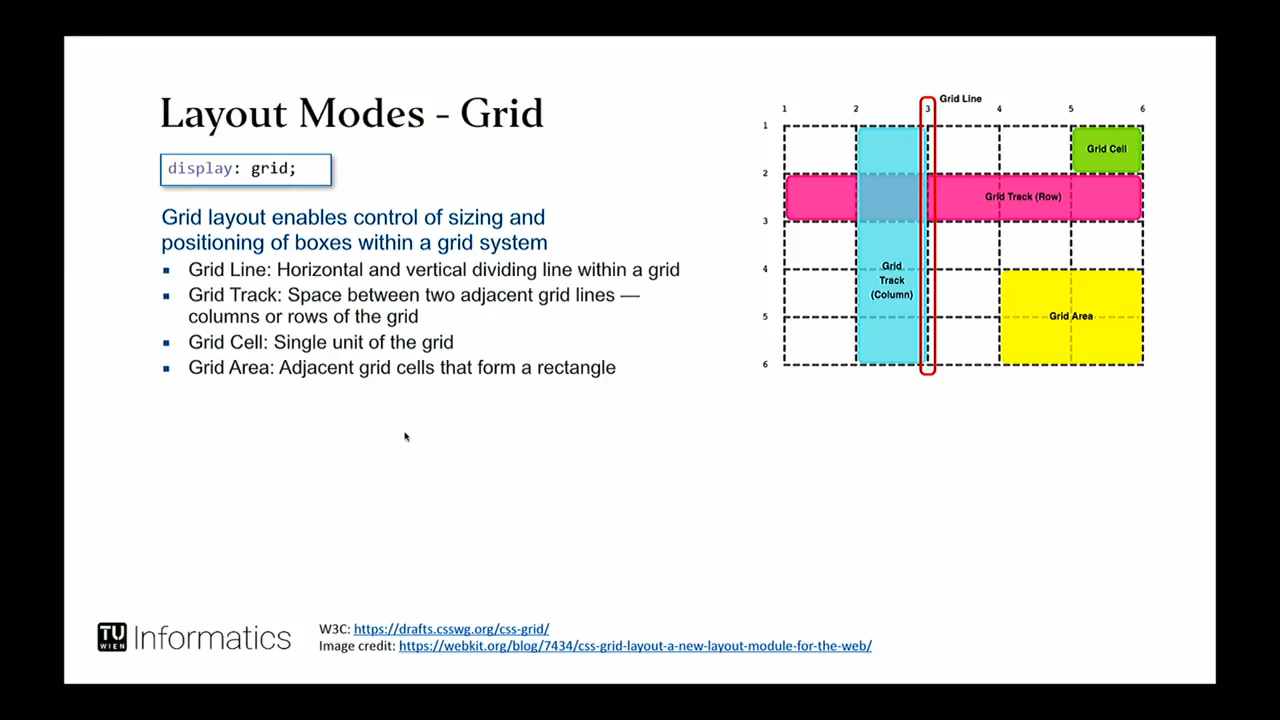 Layout Modes - Grid
display: grid;
Grid layout enables control of sizing and
positioning of boxes within a grid system
▪ Grid Line: Horizontal and vertical dividing line within a grid
▪ Grid Track: Space between two adjacent grid lines —
columns or rows of the grid
▪ Grid Cell: Single unit of the grid
▪ Grid Area: Adjacent grid cells that form a rectangle
Grid Line
1 2 3 4 5 6
1
Grid Cell
2
Grid Track (Row)
3
4
Grid
Track
(Column)
5
Grid Area
6
TU
WIEN
Informatics
W3C: https://drafts.csswg.org/css-grid/
Image credit: https://webkit.org/blog/7434/css-grid-layout-a-new-layout-module-for-the-web/